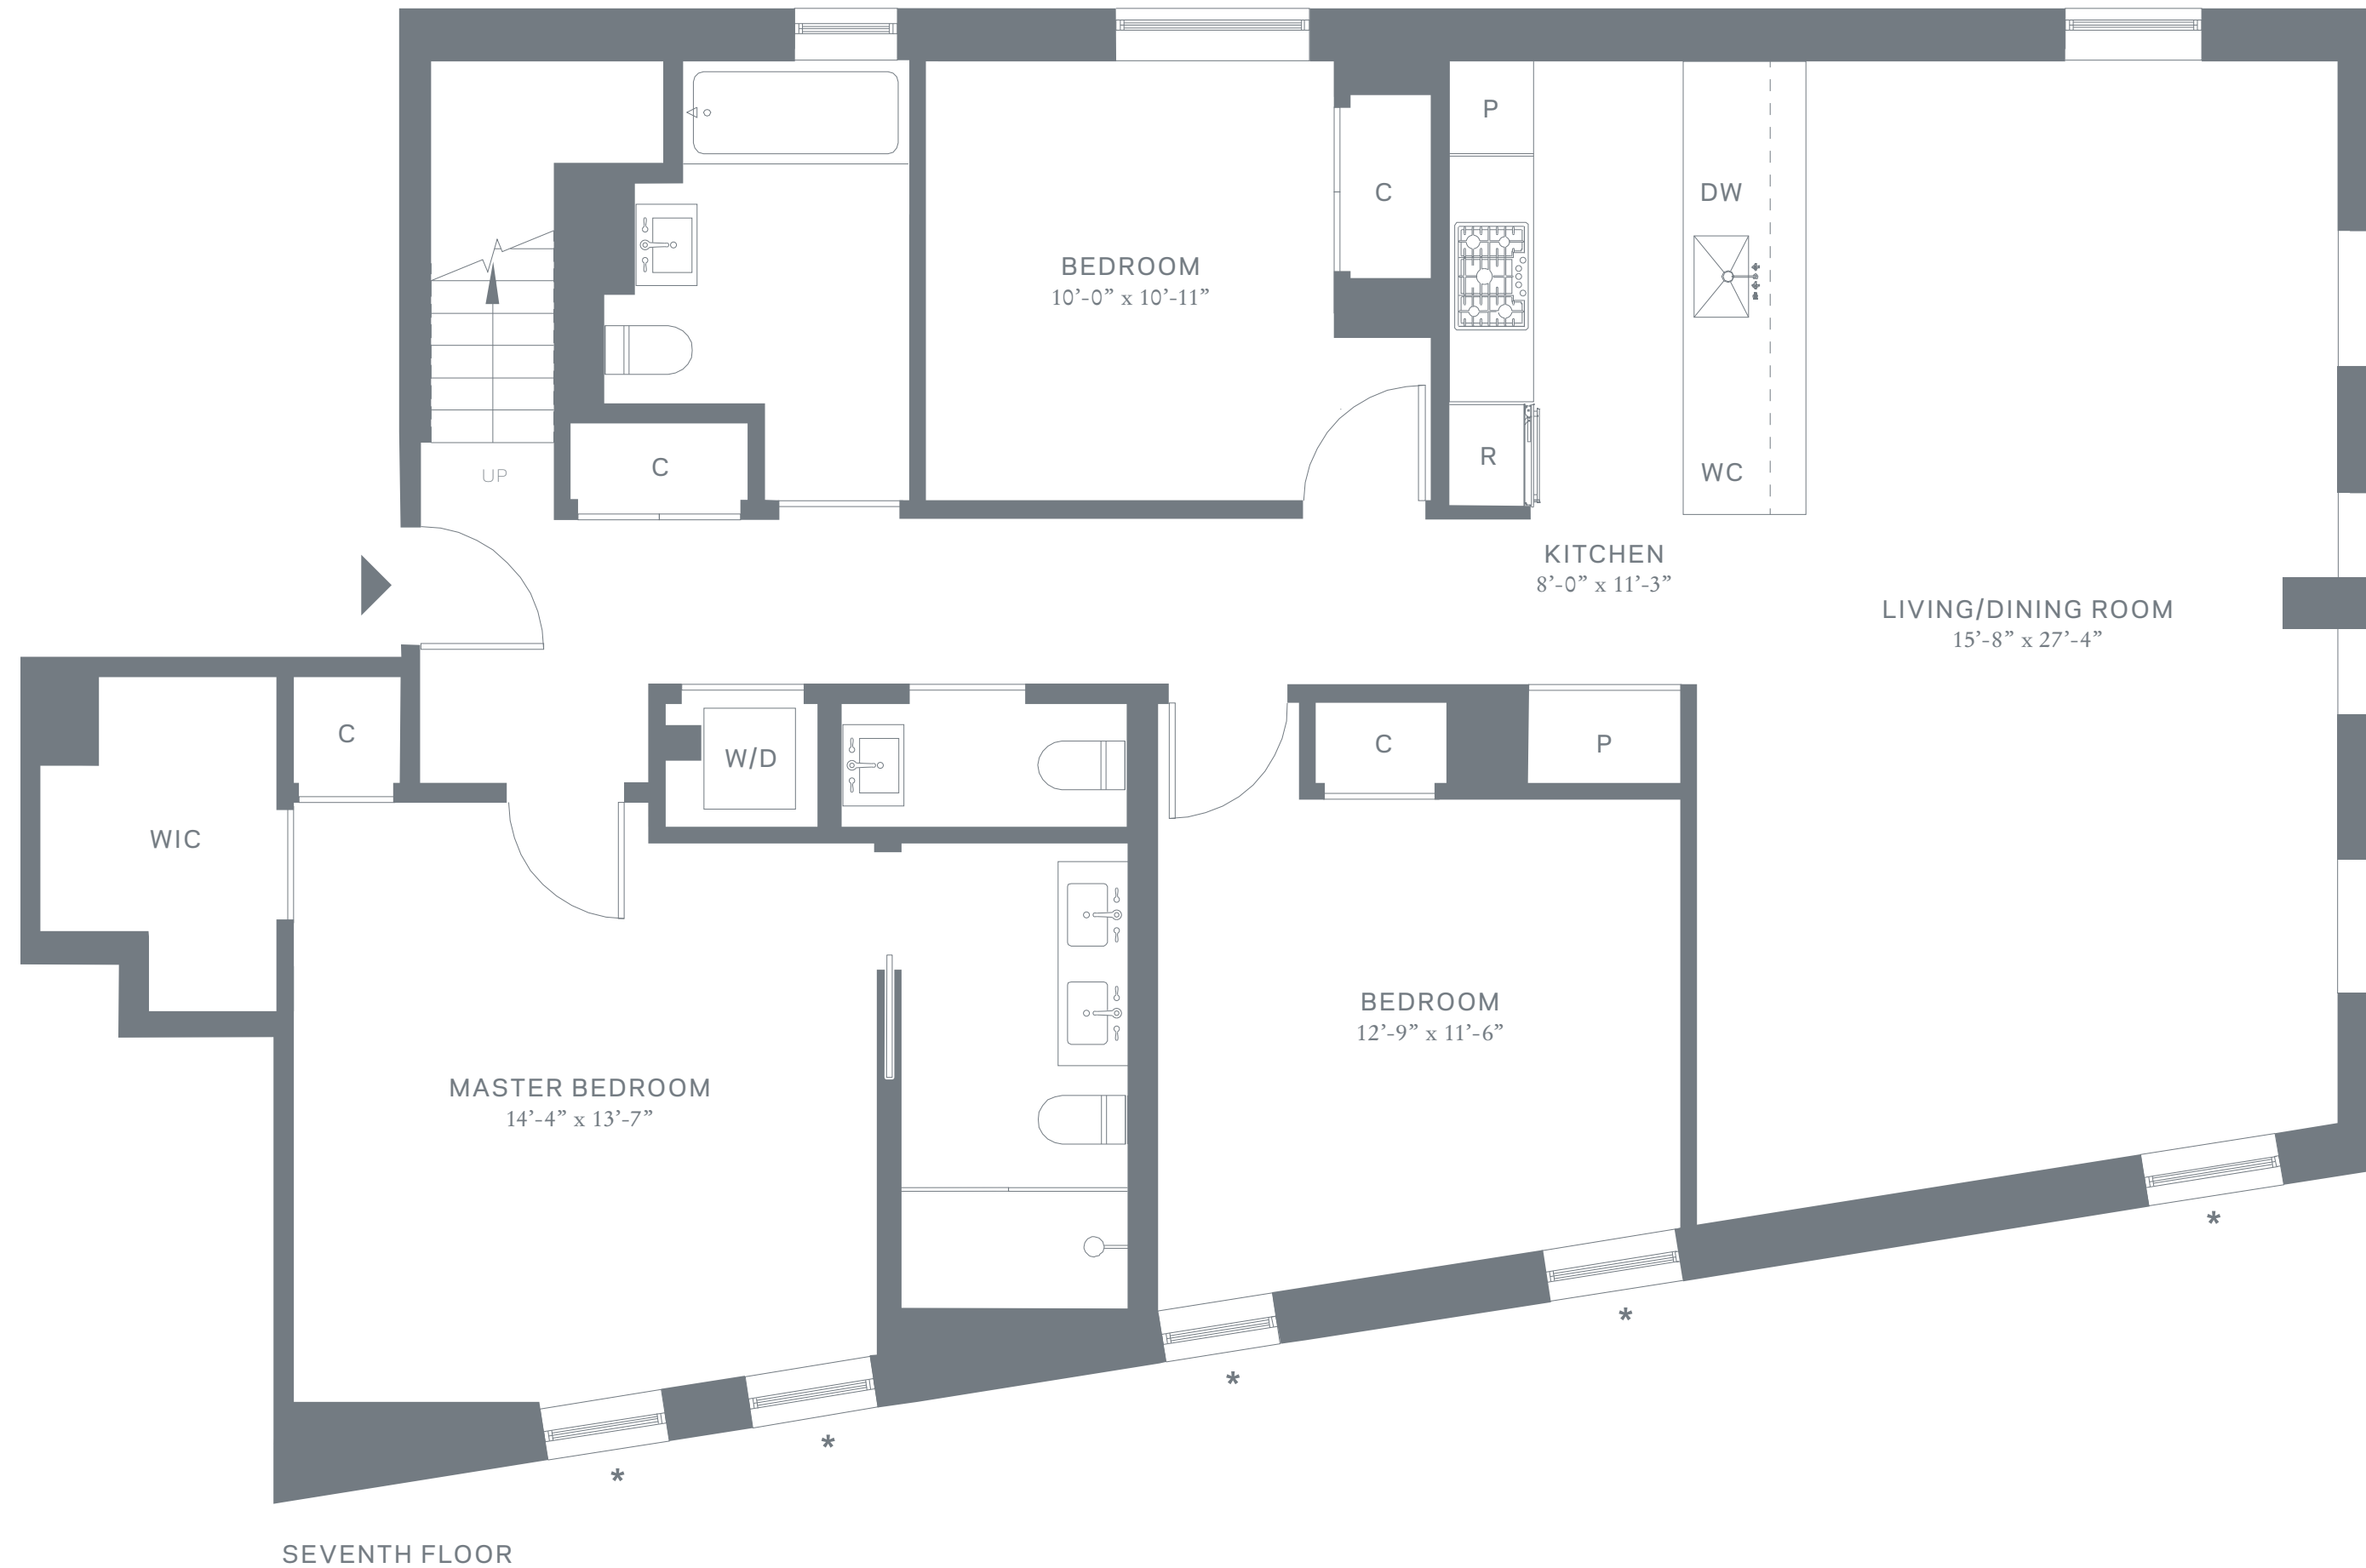 P
DW
C
BEDROOM
10’-0” x 10’-11”
R
WC
C
UP
KITCHEN
8’-0” x 11’-3”
LIVING/DINING ROOM
15’-8” x 27’-4”
C
W/D
C
P
WIC
BEDROOM
12’-9” x 11’-6”
MASTER BEDROOM
14’-4” x 13’-7”
*
*
*
*
*
SEVENTH FLOOR